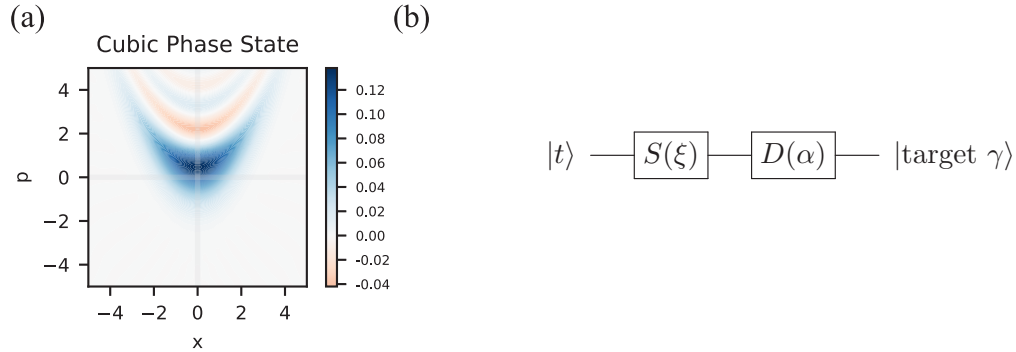 (a)
Cubic Phase State
4
2
0
−2
−4
p
−4 −2 0 2 4
x
0.12
0.10
0.08
0.06
0.04
0.02
0.00
-0.02
-0.04
(b)
|t⟩ S(ξ) D(α) |target γ⟩